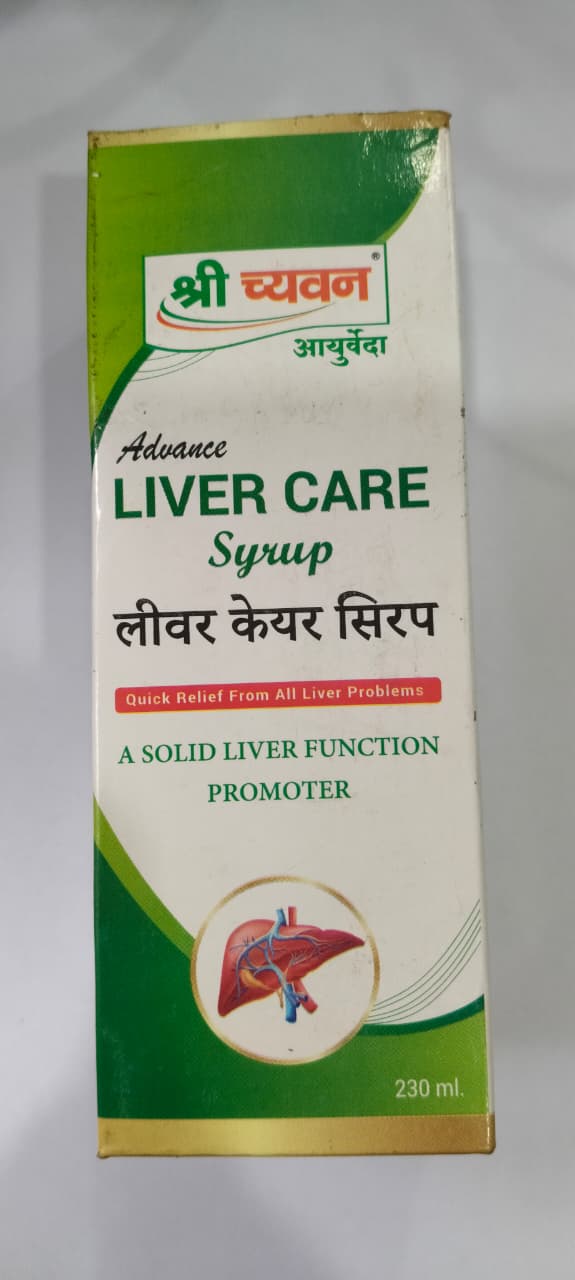 श्री च्यवन®
आयुर्वेदा
Advance
LIVER CARE
Syrup
लीवर केयर सिरप
Quick Relief From All Liver Problems
A SOLID LIVER FUNCTION
PROMOTER
230 ml.